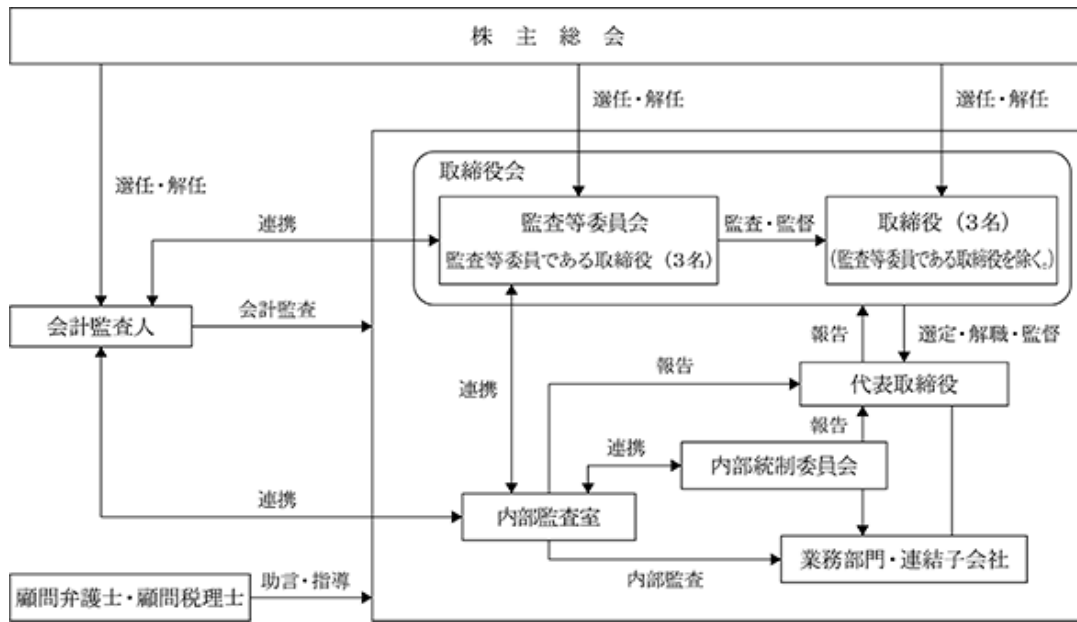 株主総会
選任・解任
選任・解任
選任・解任
取締役会
連携
監査等委員会
監査等委員である取締役（3名）
監査・監督
取締役（3名）
（監査等委員である取締役を除く。）
会計監査人
会計監査
報告
選定・解職・監督
連携
報告
代表取締役
報告
連携
内部統制委員会
連携
内部監査室
業務部門・連結子会社
内部監査
顧問弁護士・顧問税理士
助言・指導